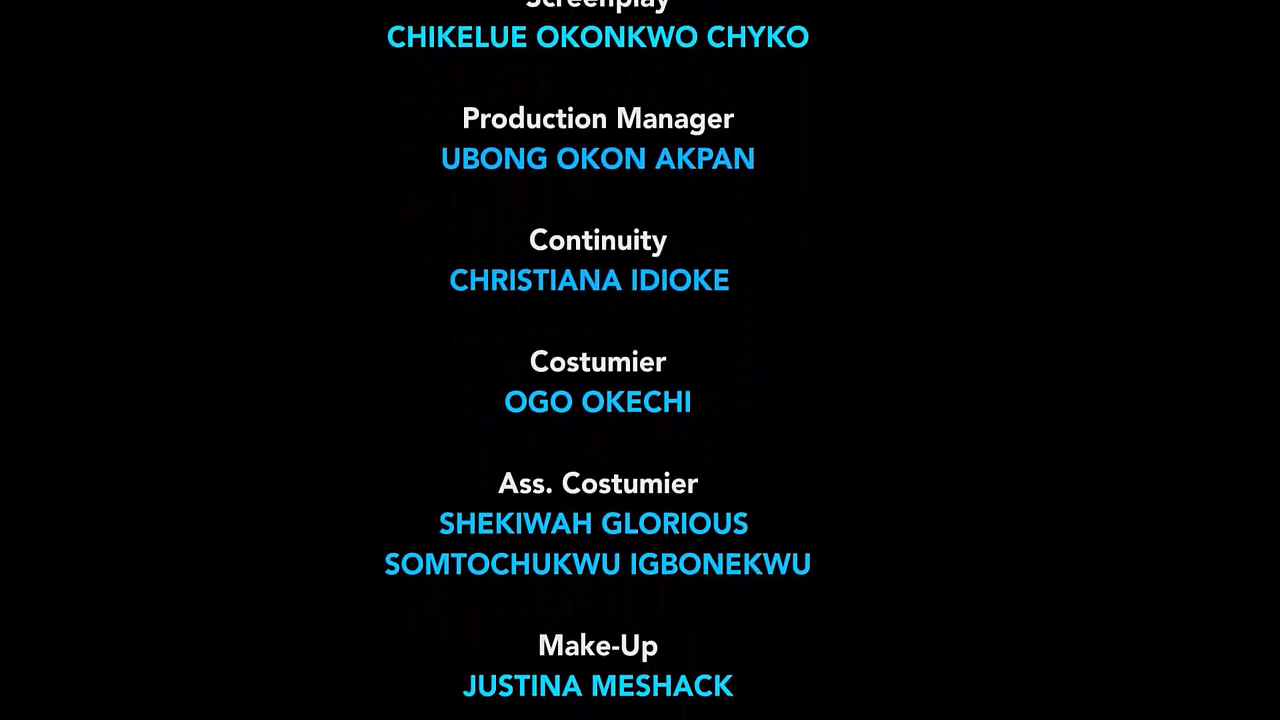 Screenplay
CHIKELUE OKONKWO CHYKO
Production Manager
UBONG OKON AKPAN
Continuity
CHRISTIANA IDIOKE
Costumier
OGO OKECHI
Ass. Costumier
SHEKIWAH GLORIOUS
SOMTOCHUKWU IGBONEKWU
Make-Up
JUSTINA MESHACK